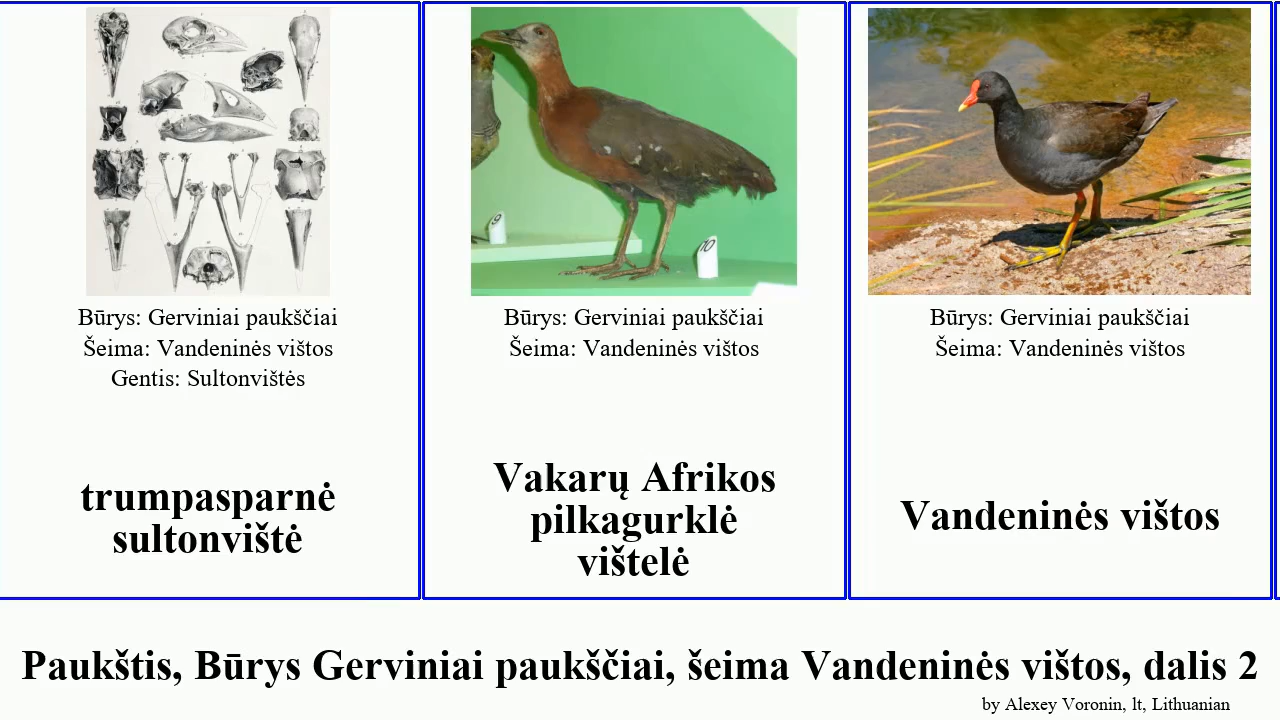 Būrys: Gerviniai paukščiai
Šeima: Vandeninės vištos
Gentis: Sultonvištės
trumpasparnė
sultonvištė
9
10
Būrys: Gerviniai paukščiai
Šeima: Vandeninės vištos
Vakarų Afrikos
pilkagurklė
vištelė
Būrys: Gerviniai paukščiai
Šeima: Vandeninės vištos
Vandeninės vištos
Paukštis, Būrys Gerviniai paukščiai, šeima Vandeninės vištos, dalis 2
by Alexey Voronin, lt, Lithuanian